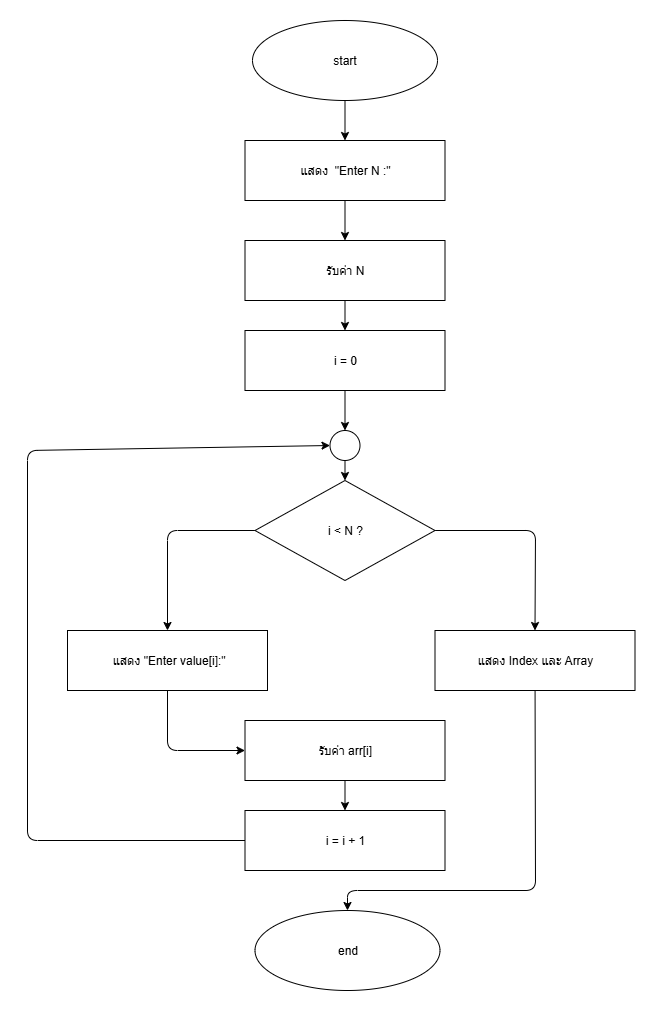 start
แสดง "Enter N :"
รับค่า N
i = 0
i < N ?
แสดง "Enter value[i]:"
แสดง Index และ Array
รับค่า arr[i]
i = i + 1
end